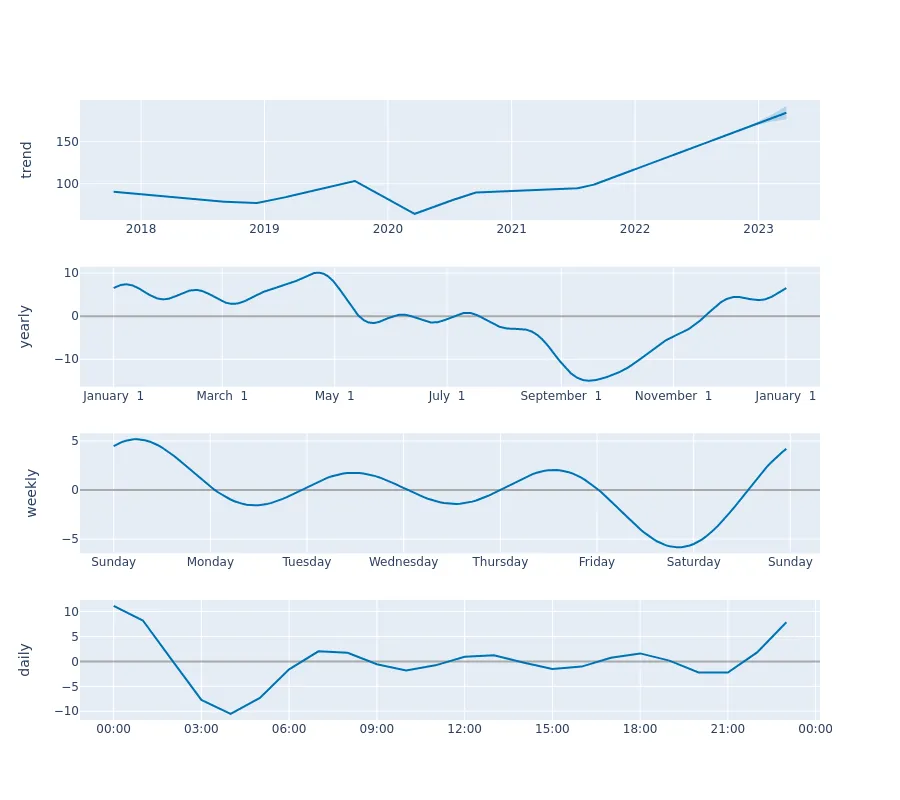 trend
150
100
2018 2019 2020 2021 2022 2023
yearly
10
0
−10
January 1 March 1 May 1 July 1 September 1 November 1 January 1
weekly
5
0
−5
Sunday Monday Tuesday Wednesday Thursday Friday Saturday Sunday
daily
10
5
0
−5
−10
00:00 03:00 06:00 09:00 12:00 15:00 18:00 21:00 00:00